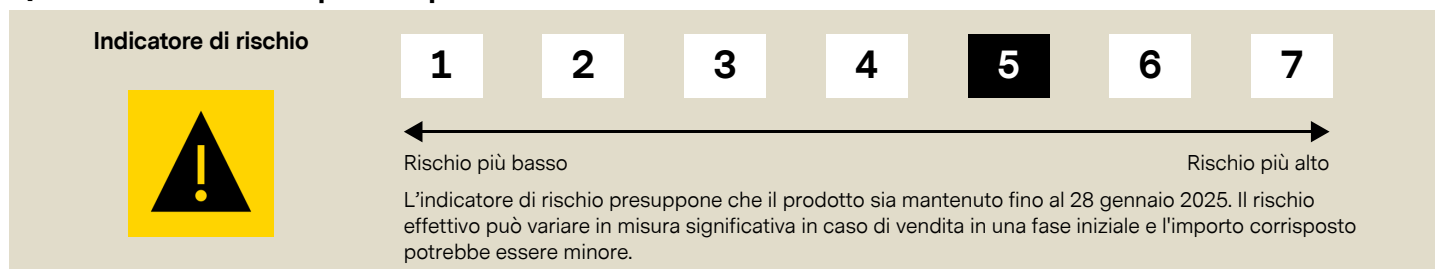 Indicatore di rischio
1 2 3 4 5 6 7
Rischio più basso
Rischio più alto
L'indicatore di rischio presuppone che il prodotto sia mantenuto fino al 28 gennaio 2025. Il rischio
effettivo può variare in misura significativa in caso di vendita in una fase iniziale e l'importo corrisposto
potrebbe essere minore.